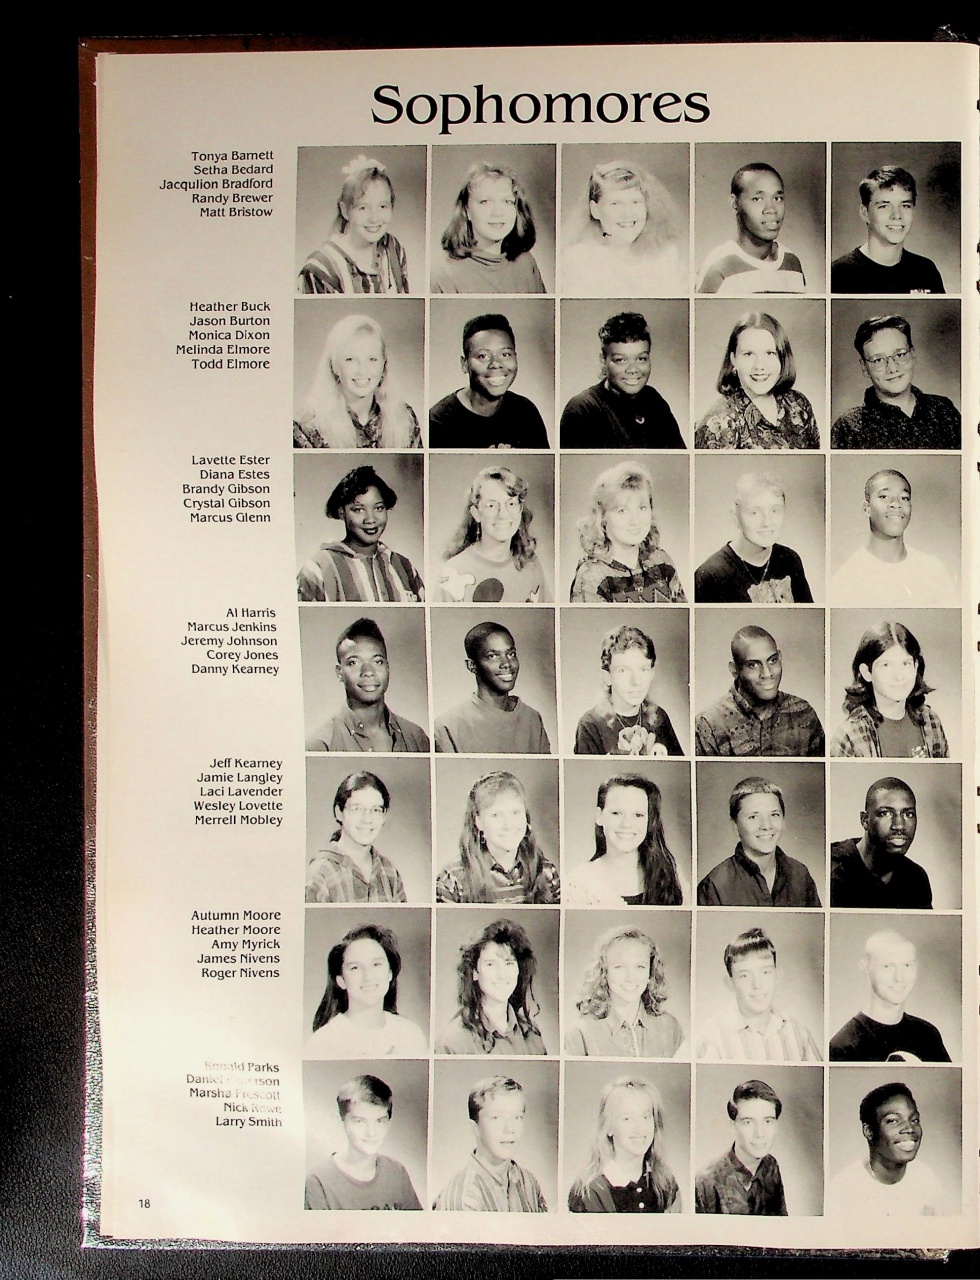 Sophomores
Tonya Barnett
Setha Bedard
Jacqulion Bradford
Randy Brewer
Matt Bristow
Heather Buck
Jason Burton
Monica Dixon
Melinda Elmore
Todd Elmore
Lavette Ester
Diana Estes
Brandy Gibson
Crystal Gibson
Marcus Glenn
Al Harris
Marcus Jenkins
Jeremy Johnson
Corey Jones
Danny Kearney
Jeff Kearney
Jamie Langley
Laci Lavender
Wesley Lovette
Merrell Mobley
Autumn Moore
Heather Moore
Amy Myrick
James Nivens
Roger Nivens
Ronald Parks
Daniel
Marsha Prescott
Nick Rowe
Larry Smith
18